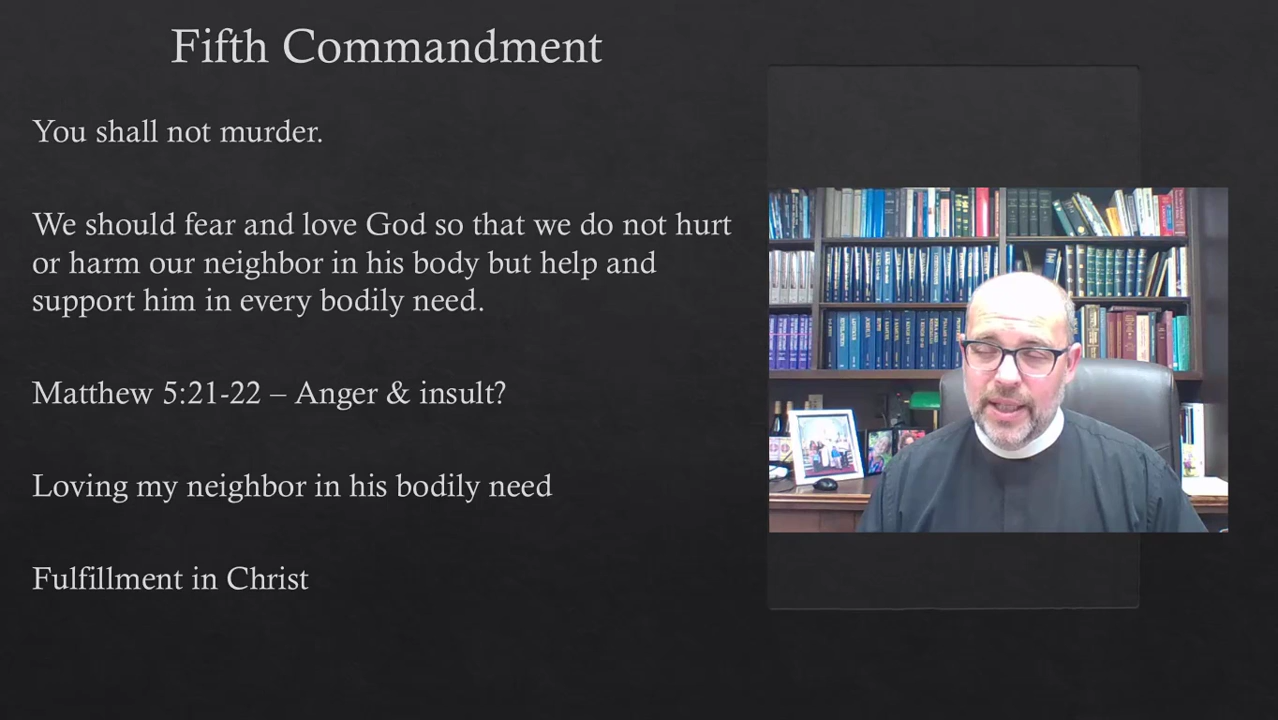 Fifth Commandment
You shall not murder.
We should fear and love God so that we do not hurt
or harm our neighbor in his body but help and
support him in every bodily need.
Matthew 5:21-22 – Anger & insult?
Loving my neighbor in his bodily need
Fulfillment in Christ